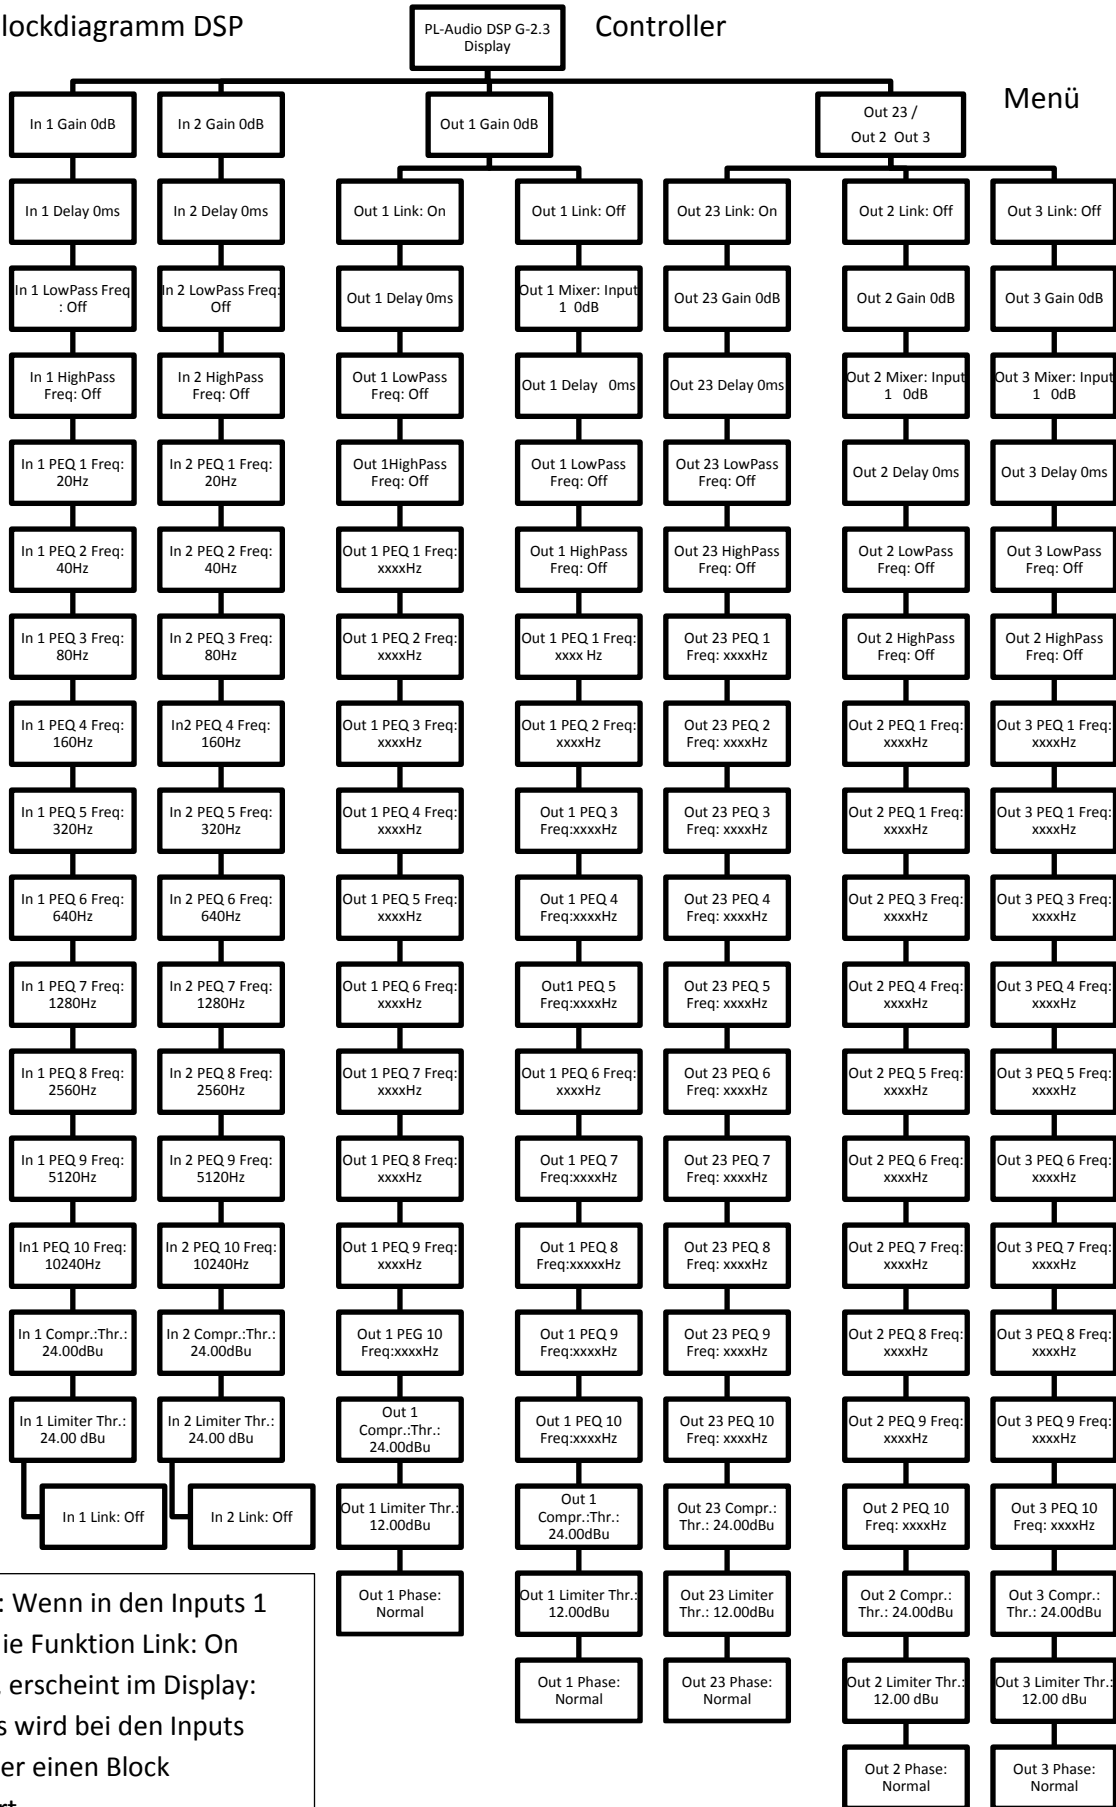 lockdiagramm DSP
Controller
Menü
PL-Audio DSP G-2.3
Display
In 1 Gain 0dB
In 1 Delay 0ms
In 1 LowPass Freq
: Off
In 1 HighPass
Freq: Off
In 1 PEQ 1 Freq:
20Hz
In 1 PEQ 2 Freq:
40Hz
In 1 PEQ 3 Freq:
80Hz
In 1 PEQ 4 Freq:
160Hz
In 1 PEQ 5 Freq:
320Hz
In 1 PEQ 6 Freq:
640Hz
In 1 PEQ 7 Freq:
1280Hz
In 1 PEQ 8 Freq:
2560Hz
In 1 PEQ 9 Freq:
5120Hz
In1 PEQ 10 Freq:
10240Hz
In 1 Compr.:Thr.:
24.00dBu
In 1 Limiter Thr.:
24.00 dBu
In 1 Link: Off
In 2 Gain 0dB
In 2 Delay 0ms
In 2 LowPass Freq:
Off
In 2 HighPass
Freq: Off
In 2 PEQ 1 Freq:
20Hz
In 2 PEQ 2 Freq:
40Hz
In 2 PEQ 3 Freq:
80Hz
In2 PEQ 4 Freq:
160Hz
In 2 PEQ 5 Freq:
320Hz
In 2 PEQ 6 Freq:
640Hz
In 2 PEQ 7 Freq:
1280Hz
In 2 PEQ 8 Freq:
2560Hz
In 2 PEQ 9 Freq:
5120Hz
In 2 PEQ 10 Freq:
10240Hz
In 2 Compr.:Thr.:
24.00dBu
In 2 Limiter Thr.:
24.00 dBu
In 2 Link: Off
Out 1 Gain 0dB
Out 1 Link: On
Out 1 Delay 0ms
Out 1 LowPass
Freq: Off
Out 1HighPass
Freq: Off
Out 1 PEQ 1 Freq:
xxxxHz
Out 1 PEQ 2 Freq:
xxxxHz
Out 1 PEQ 3 Freq:
xxxxHz
Out 1 PEQ 4 Freq:
xxxxHz
Out 1 PEQ 5 Freq:
xxxxHz
Out 1 PEQ 6 Freq:
xxxxHz
Out 1 PEQ 7 Freq:
xxxxHz
Out 1 PEQ 8 Freq:
xxxxHz
Out 1 PEQ 9 Freq:
xxxxHz
Out 1 PEG 10
Freq:xxxxHz
Out 1
Compr.:Thr.:
24.00dBu
Out 1 Limiter Thr.:
12.00dBu
Out 1 Phase:
Normal
Out 1 Link: Off
Out 1 Mixer: Input
1 0dB
Out 1 Delay 0ms
Out 1 LowPass
Freq: Off
Out 1 HighPass
Freq: Off
Out 1 PEQ 1 Freq:
xxxx Hz
Out 1 PEQ 2 Freq:
xxxxHz
Out 1 PEQ 3
Freq:xxxxHz
Out 1 PEQ 4
Freq:xxxxHz
Out1 PEQ 5
Freq:xxxxHz
Out 1 PEQ 6 Freq:
xxxxHz
Out 1 PEQ 7
Freq:xxxxHz
Out 1 PEQ 8
Freq:xxxxxHz
Out 1 PEQ 9
Freq:xxxxHz
Out 1 PEQ 10
Freq:xxxxHz
Out 1
Compr.:Thr.:
24.00dBu
Out 1 Limiter Thr.:
12.00dBu
Out 1 Phase:
Normal
Out 23 /
Out 2 Out 3
Out 23 Link: On
Out 23 Gain 0dB
Out 23 Delay 0ms
Out 23 LowPass
Freq: Off
Out 23 HighPass
Freq: Off
Out 23 PEQ 1
Freq: xxxxHz
Out 23 PEQ 2
Freq: xxxxHz
Out 23 PEQ 3
Freq: xxxxHz
Out 23 PEQ 4
Freq: xxxxHz
Out 23 PEQ 5
Freq: xxxxHz
Out 23 PEQ 6
Freq: xxxxHz
Out 23 PEQ 7
Freq: xxxxHz
Out 23 PEQ 8
Freq: xxxxHz
Out 23 PEQ 9
Freq: xxxxHz
Out 23 PEQ 10
Freq: xxxxHz
Out 23 Compr.:
Thr.: 24.00dBu
Out 23 Limiter
Thr.: 12.00dBu
Out 23 Phase:
Normal
Out 2 Link: Off
Out 2 Gain 0dB
Out 2 Mixer: Input
1 0dB
Out 2 Delay 0ms
Out 2 LowPass
Freq: Off
Out 2 HighPass
Freq: Off
Out 2 PEQ 1 Freq:
xxxxHz
Out 2 PEQ 1 Freq:
xxxxHz
Out 2 PEQ 3 Freq:
xxxxHz
Out 2 PEQ 4 Freq:
xxxxHz
Out 2 PEQ 5 Freq:
xxxxHz
Out 2 PEQ 6 Freq:
xxxxHz
Out 2 PEQ 7 Freq:
xxxxHz
Out 2 PEQ 8 Freq:
xxxxHz
Out 2 PEQ 9 Freq:
xxxxHz
Out 2 PEQ 10
Freq: xxxxHz
Out 2 Compr.:
Thr.: 24.00dBu
Out 2 Limiter Thr.:
12.00 dBu
Out 2 Phase:
Normal
Out 3 Link: Off
Out 3 Gain 0dB
Out 3 Mixer: Input
1 0dB
Out 3 Delay 0ms
Out 3 LowPass
Freq: Off
Out 2 HighPass
Freq: Off
Out 3 PEQ 1 Freq:
xxxxHz
Out 3 PEQ 1 Freq:
xxxxHz
Out 3 PEQ 3 Freq:
xxxxHz
Out 3 PEQ 4 Freq:
xxxxHz
Out 3 PEQ 5 Freq:
xxxxHz
Out 3 PEQ 6 Freq:
xxxxHz
Out 3 PEQ 7 Freq:
xxxxHz
Out 3 PEQ 8 Freq:
xxxxHz
Out 3 PEQ 9 Freq:
xxxxHz
Out 3 PEQ 10
Freq: xxxxHz
Out 3 Compr.:
Thr.: 24.00dBu
Out 3 Limiter Thr.:
12.00 dBu
Out 3 Phase:
Normal
: Wenn in den Inputs 1
ie Funktion Link: On
, erscheint im Display:
s wird bei den Inputs
er einen Block